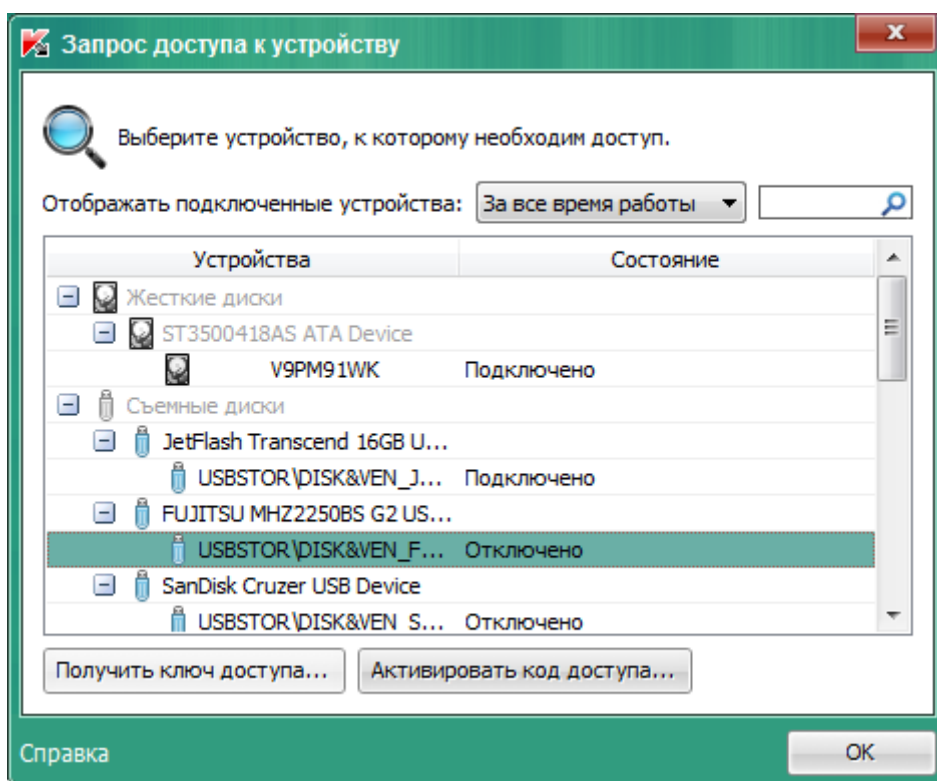 Запрос доступа к устройству
Выберите устройство, к которому необходим доступ.
Отображать подключенные устройства: За все время работы
Устройства Состояние
Жесткие диски
ST3500418AS ATA Device
V9PM91WK Подключено
Съемные диски
JetFlash Transcend 16GB U...
USBSTOR\DISK&VEN_J... Подключено
FUJITSU MHZ2250BS G2 US...
USBSTOR\DISK&VEN_F... Отключено
SanDisk Cruzer USB Device
USBSTOR\DISK&VEN_S... Отключено
Получить ключ доступа... Активировать код доступа...
Справка OK